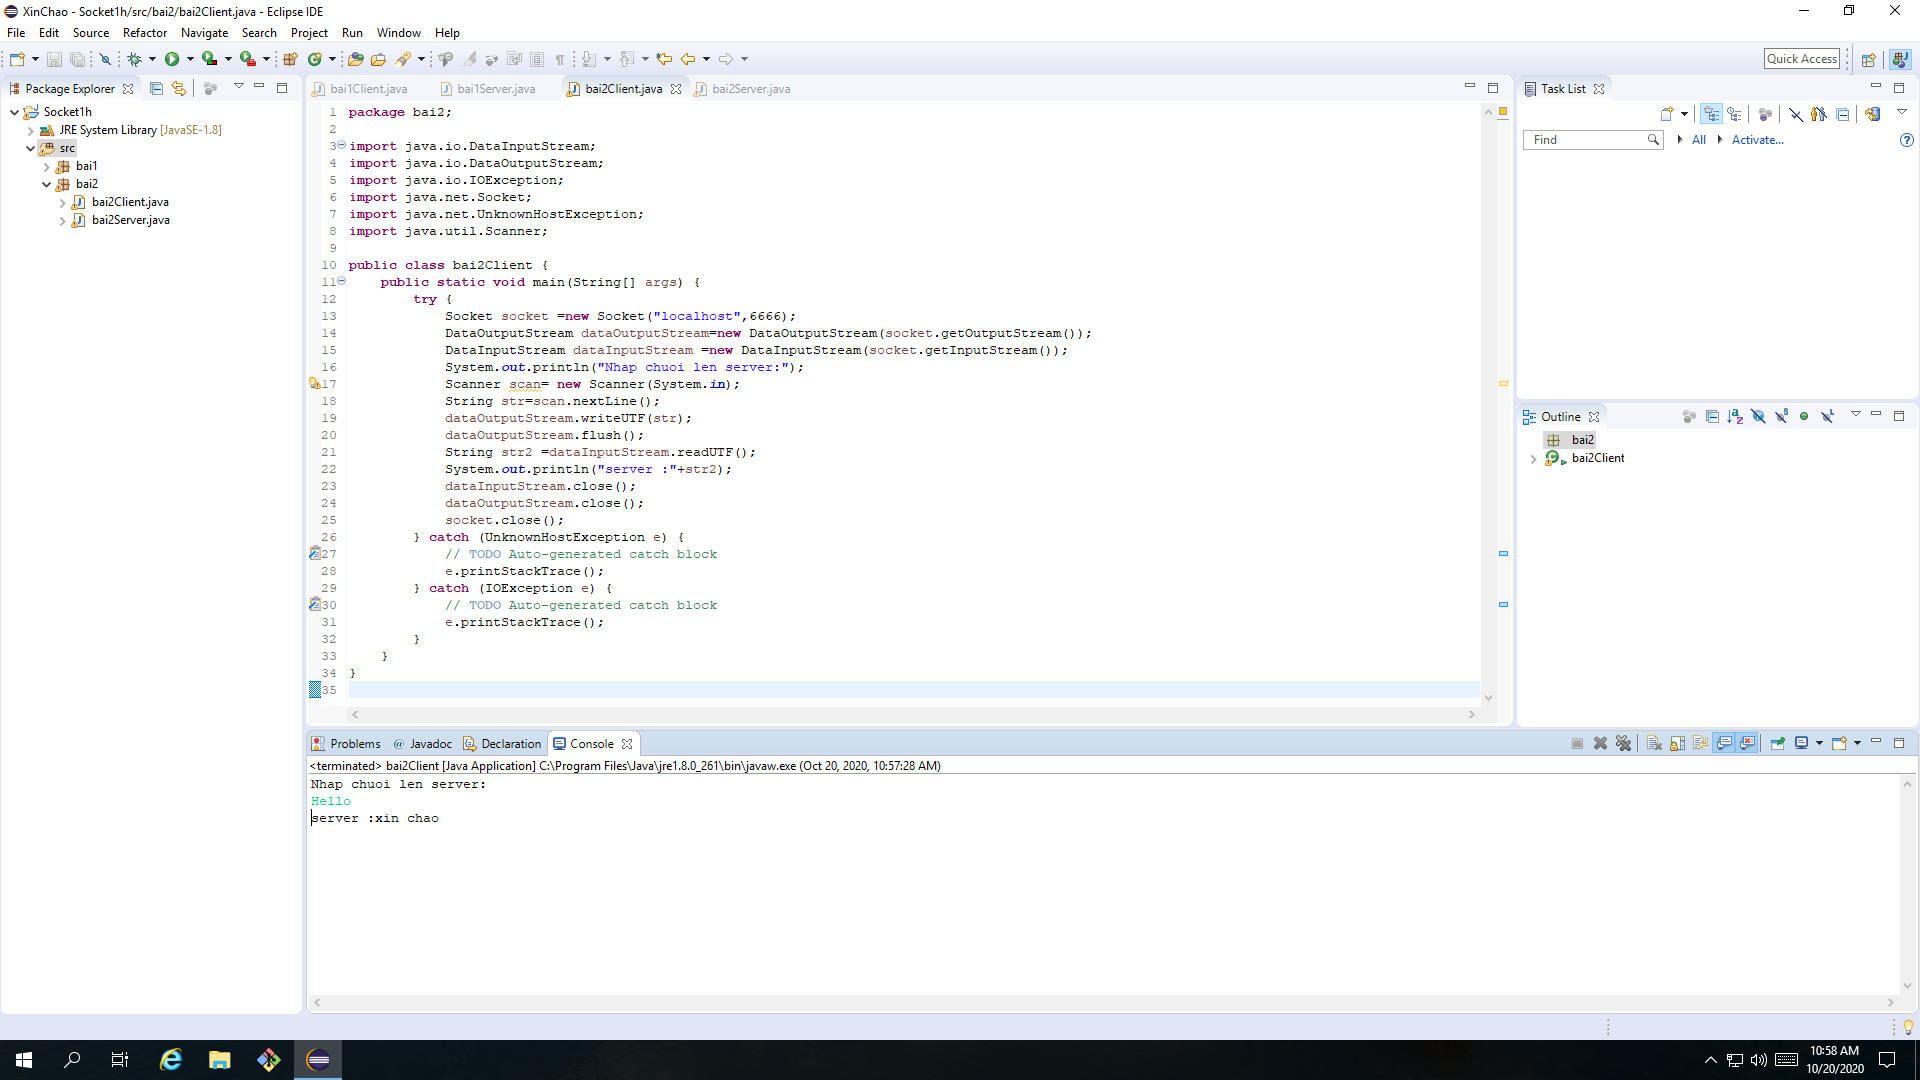 XinChao - Socket1h/src/bai2/bai2Client.java - Eclipse IDE
File Edit Source Refactor Navigate Search Project Run Window Help
Quick Access
Package Explorer
Socket1h
JRE System Library [JavaSE-1.8]
src
bai1
bai2
bai2Client.java
bai2Server.java
bai1Client.java bai1Server.java bai2Client.java bai2Server.java
1 package bai2;
2
3 import java.io.DataInputStream;
4 import java.io.DataOutputStream;
5 import java.io.IOException;
6 import java.net.Socket;
7 import java.net.UnknownHostException;
8 import java.util.Scanner;
9
10 public class bai2Client {
11     public static void main(String[] args) {
12         try {
13             Socket socket =new Socket("localhost",6666);
14             DataOutputStream dataOutputStream=new DataOutputStream(socket.getOutputStream());
15             DataInputStream dataInputStream =new DataInputStream(socket.getInputStream());
16             System.out.println("Nhap chuoi len server:");
17             Scanner scan= new Scanner(System.in);
18             String str=scan.nextLine();
19             dataOutputStream.writeUTF(str);
20             dataOutputStream.flush();
21             String str2 =dataInputStream.readUTF();
22             System.out.println("server :"+str2);
23             dataInputStream.close();
24             dataOutputStream.close();
25             socket.close();
26         } catch (UnknownHostException e) {
27             // TODO Auto-generated catch block
28             e.printStackTrace();
29         } catch (IOException e) {
30             // TODO Auto-generated catch block
31             e.printStackTrace();
32         }
33     }
34 }
35
Task List
Find All Activate...
Outline
bai2
bai2Client
Problems @ Javadoc Declaration Console
<terminated> bai2Client [Java Application] C:\Program Files\Java\jre1.8.0_261\bin\javaw.exe (Oct 20, 2020, 10:57:28 AM)
Nhap chuoi len server:
Hello
server :xin chao
10:58 AM
10/20/2020